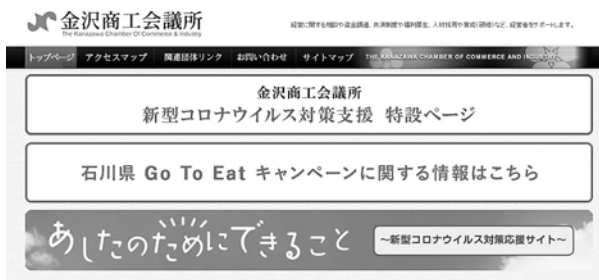 金沢商工会議所
The Kanazawa Chamber Of Commerce & Industry
経営に関する相談や資金調達、共済制度や福利厚生、人材採用や育成(研修)など、経営者をサポートします。
トップページ アクセスマップ 関連団体リンク お問い合わせ サイトマップ THE KANAZAWA CHAMBER OF COMMERCE AND INDUSTRY
金沢商工会議所
新型コロナウイルス対策支援 特設ページ
石川県 Go To Eat キャンペーンに関する情報はこちら
あしたのためにできること
~新型コロナウイルス対策応援サイト~